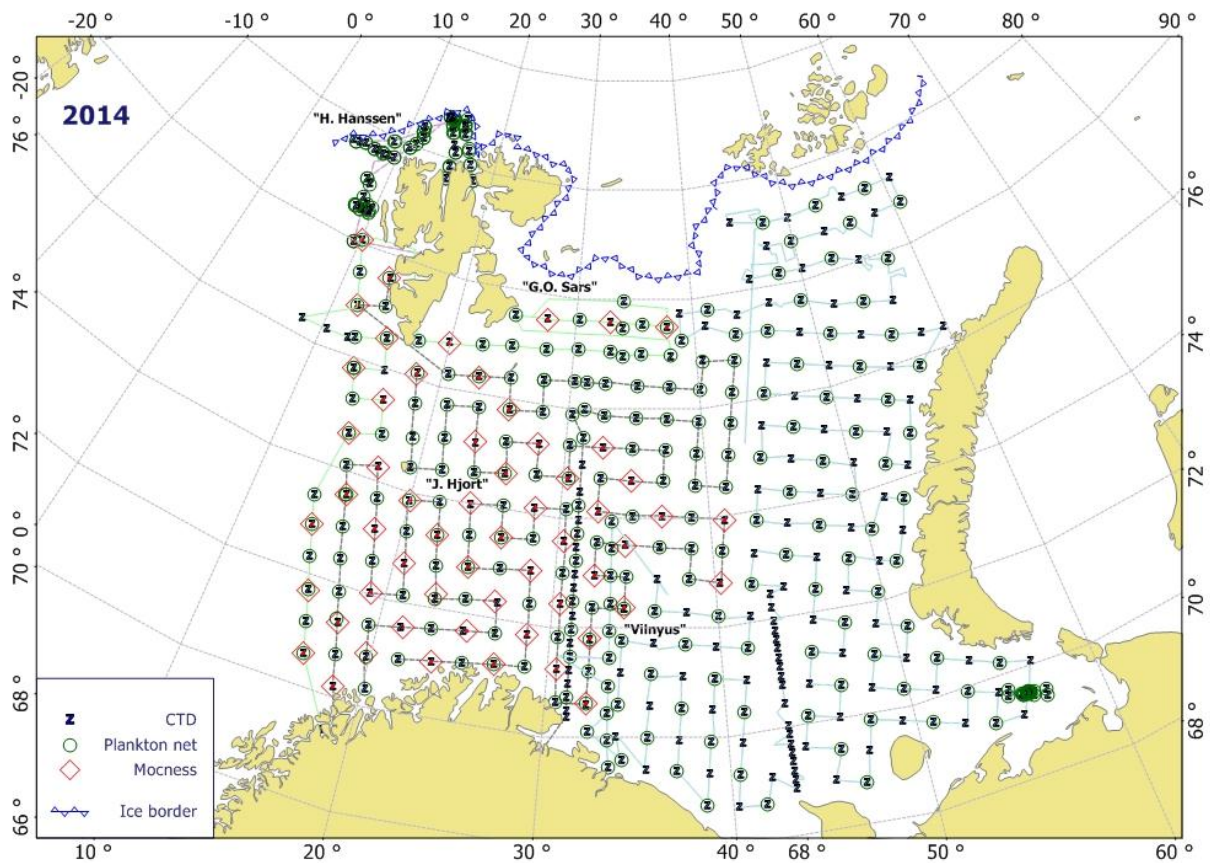 -20 ° -10 ° 0 ° 10 ° 20 ° 30 ° 40 ° 50 ° 60 ° 70 ° 80 ° 90 °
-20 °
2014
"H. Hanssen"
76 ° 76 °
"G.O. Sars"
74 ° 74 °
72 ° 72 °
"J. Hjort"
0 °
70 ° 70 °
"Vilnyus"
68 ° 68 °
Z CTD
Plankton net
Mocness
Ice border
66 °
10 ° 20 ° 30 ° 40 ° 68 ° 50 ° 60 °